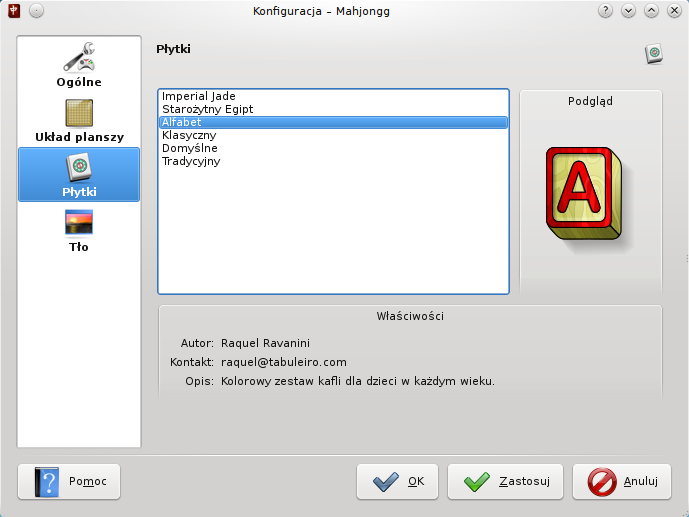 Konfiguracja – Mahjongg
Ogólne
Układ planszy
Płytki
Tło
Płytki
Imperial Jade
Starożytny Egipt
Alfabet
Klasyczny
Domyślne
Tradycyjny
Podgląd
A
Właściwości
Autor: Raquel Ravanini
Kontakt: raquel@tabuleiro.com
Opis: Kolorowy zestaw kafli dla dzieci w każdym wieku.
Pomoc
OK
Zastosuj
Anuluj